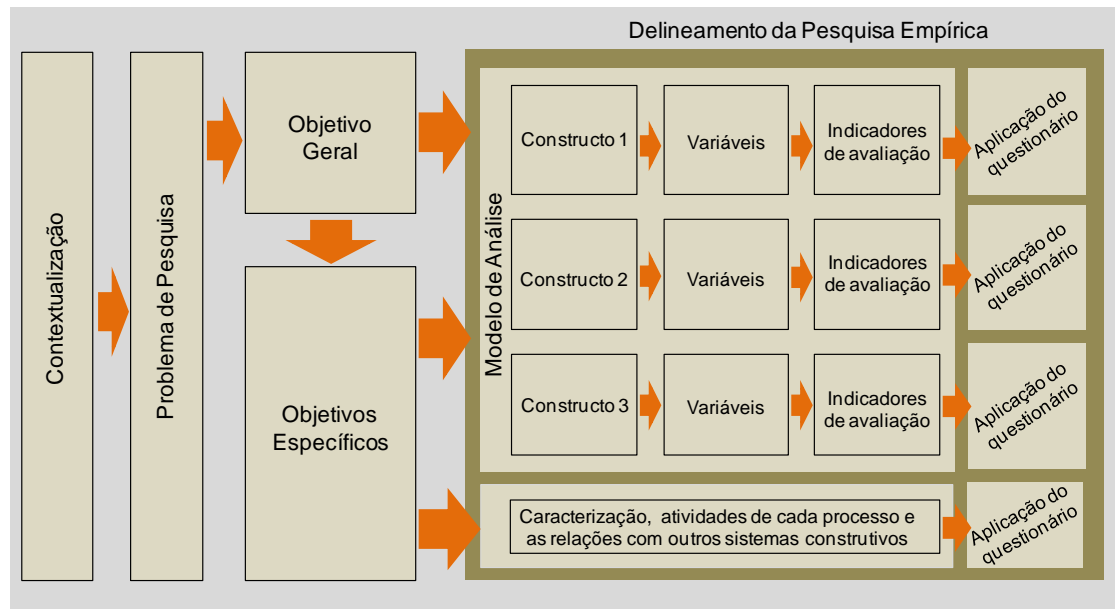 Delineamento da Pesquisa Empírica
Contextualização
Problema de Pesquisa
Objetivo
Geral
Objetivos
Específicos
Modelo de Análise
Constructo 1
Variáveis
Indicadores
de avaliação
Aplicação do
questionário
Constructo 2
Variáveis
Indicadores
de avaliação
Aplicação do
questionário
Constructo 3
Variáveis
Indicadores
de avaliação
Aplicação do
questionário
Caracterização, atividades de cada processo e
as relações com outros sistemas construtivos
Aplicação do
questionário